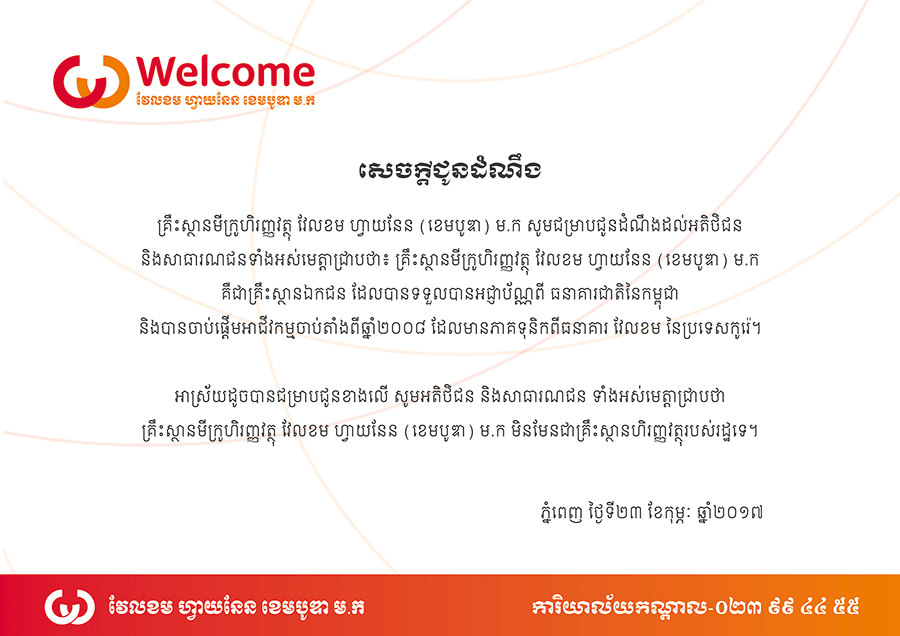 Welcome
វែលខម ហ្វាយនែន ខេមបូឌា ម.ក
សេចក្ដីជូនដំណឹង
គ្រឹះស្ថានមីក្រូហិរញ្ញវត្ថុ វែលខម ហ្វាយនែន (ខេមបូឌា) ម.ក សូមជម្រាបជូនដំណឹងដល់អតិថិជន
និងសាធារណជនទាំងអស់មេត្តាជ្រាបថា៖ គ្រឹះស្ថានមីក្រូហិរញ្ញវត្ថុ វែលខម ហ្វាយនែន (ខេមបូឌា) ម.ក
គឺជាគ្រឹះស្ថានឯកជន ដែលបានទទួលបានអជ្ញាប័ណ្ណពី ធនាគារជាតិនៃកម្ពុជា
និងបានចាប់ផ្តើមអាជីវកម្មចាប់តាំងពីឆ្នាំ២០០៨ ដែលមានភាគទុនិកពីធនាគារ វែលខម នៃប្រទេសកូរ៉េ។
អាស្រ័យដូចបានជម្រាបជូនខាងលើ សូមអតិថិជន និងសាធារណជន ទាំងអស់មេត្តាជ្រាបថា
គ្រឹះស្ថានមីក្រូហិរញ្ញវត្ថុ វែលខម ហ្វាយនែន (ខេមបូឌា) ម.ក មិនមែនជាគ្រឹះស្ថានហិរញ្ញវត្ថុរបស់រដ្ឋទេ។
ភ្នំពេញ ថ្ងៃទី២៣ ខែកុម្ភៈ ឆ្នាំ២០១៧
វែលខម ហ្វាយនែន ខេមបូឌា ម.ក
ការិយាល័យកណ្តាល-០២៣ ៩៩ ៤៤ ៥៥